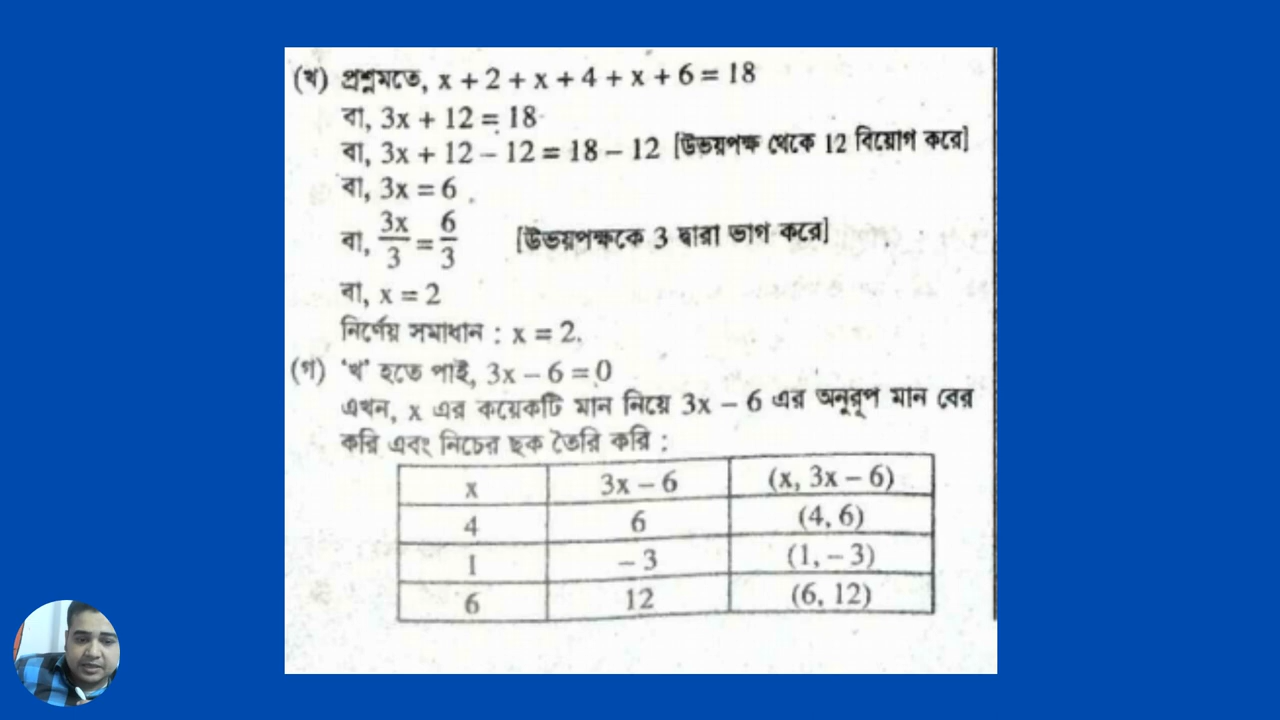 (খ) প্রশ্নমতে, x + 2 + x + 4 + x + 6 = 18
বা, 3x + 12 = 18
বা, 3x + 12 – 12 = 18 – 12 [উভয়পক্ষ থেকে 12 বিয়োগ করে]
বা, 3x = 6
বা, 3x/3 = 6/3 [উভয়পক্ষকে 3 দ্বারা ভাগ করে]
বা, x = 2
নির্ণেয় সমাধান : x = 2.
(গ) 'খ' হতে পাই, 3x – 6 = 0
এখন, x এর কয়েকটি মান নিয়ে 3x – 6 এর অনুরূপ মান বের
করি এবং নিচের ছক তৈরি করি :
x 3x – 6 (x, 3x – 6)
4 6 (4, 6)
1 – 3 (1, – 3)
6 12 (6, 12)